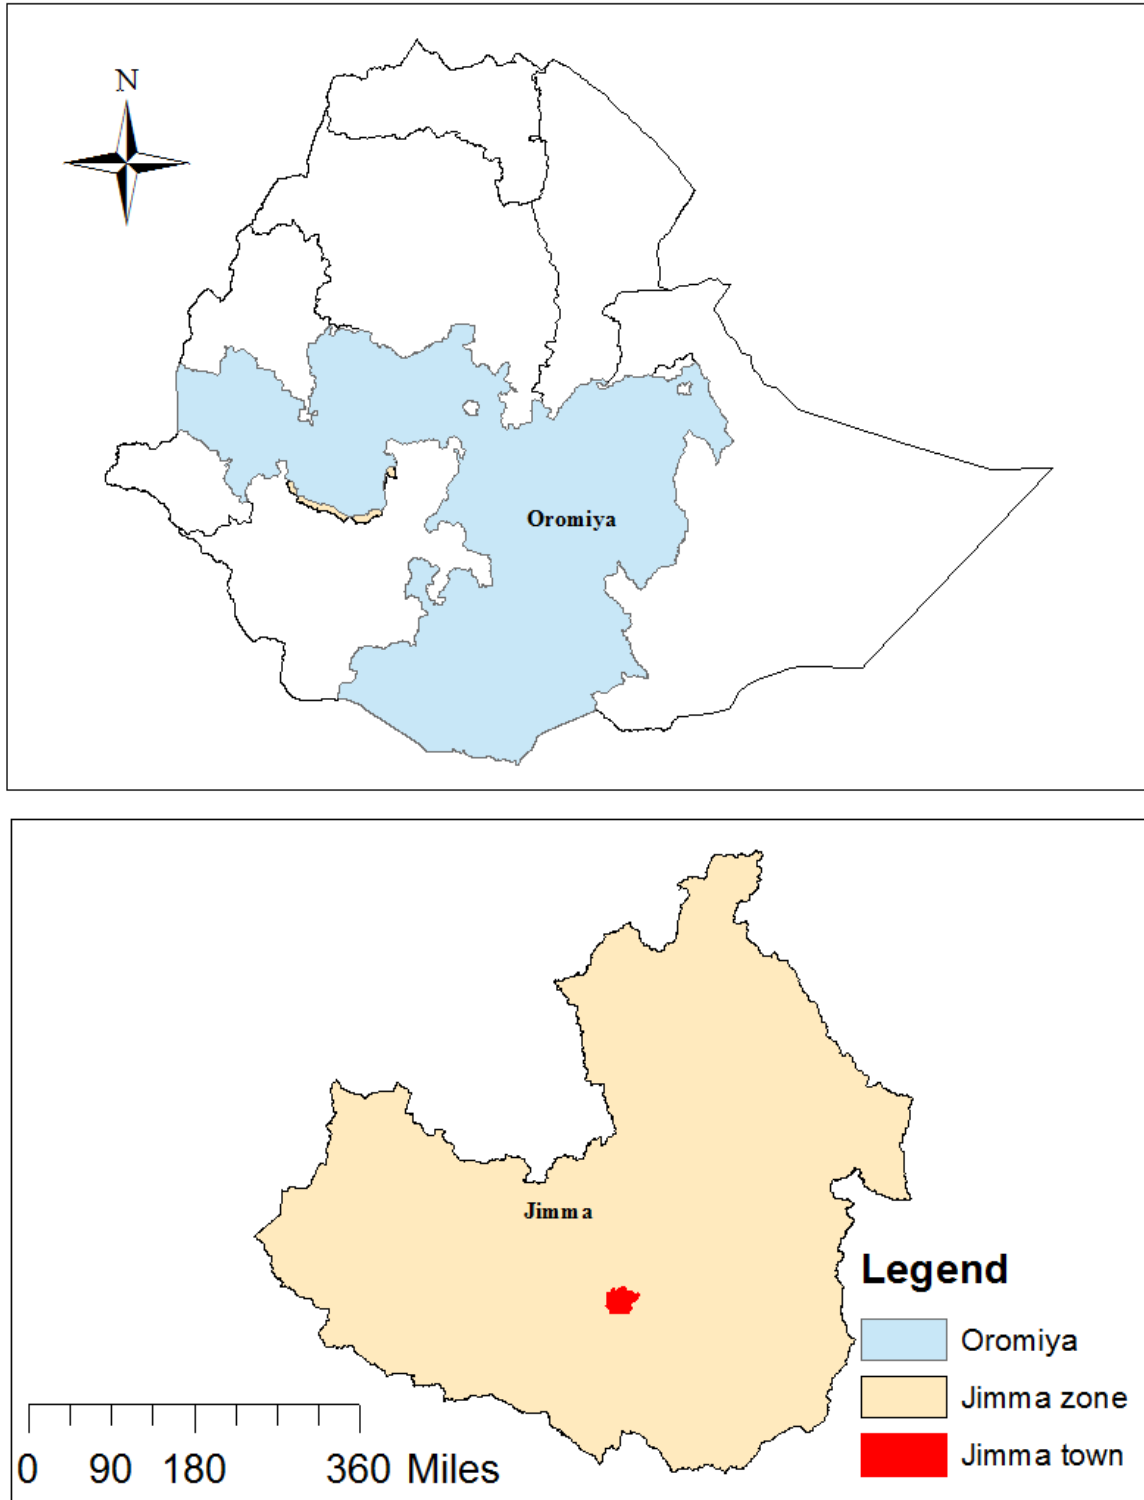 N
Oromiya
Jimma
Legend
Oromiya
Jimma zone
Jimma town
0 90 180 360 Miles